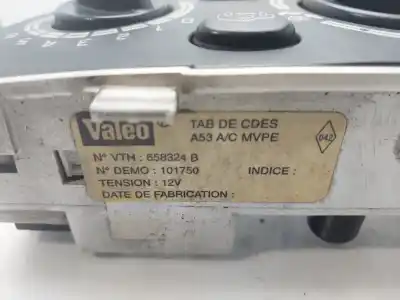 Valeo
TAB DE CDES
A53 A/C MVPE
042
N° VTH : 658324 B
N° DEMO : 101750
INDICE :
TENSION : 12V
DATE DE FABRICATION :